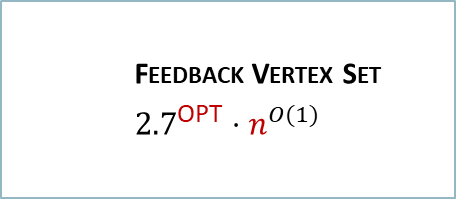 FEEDBACK VERTEX SET
2.7^OPT · n^O(1)